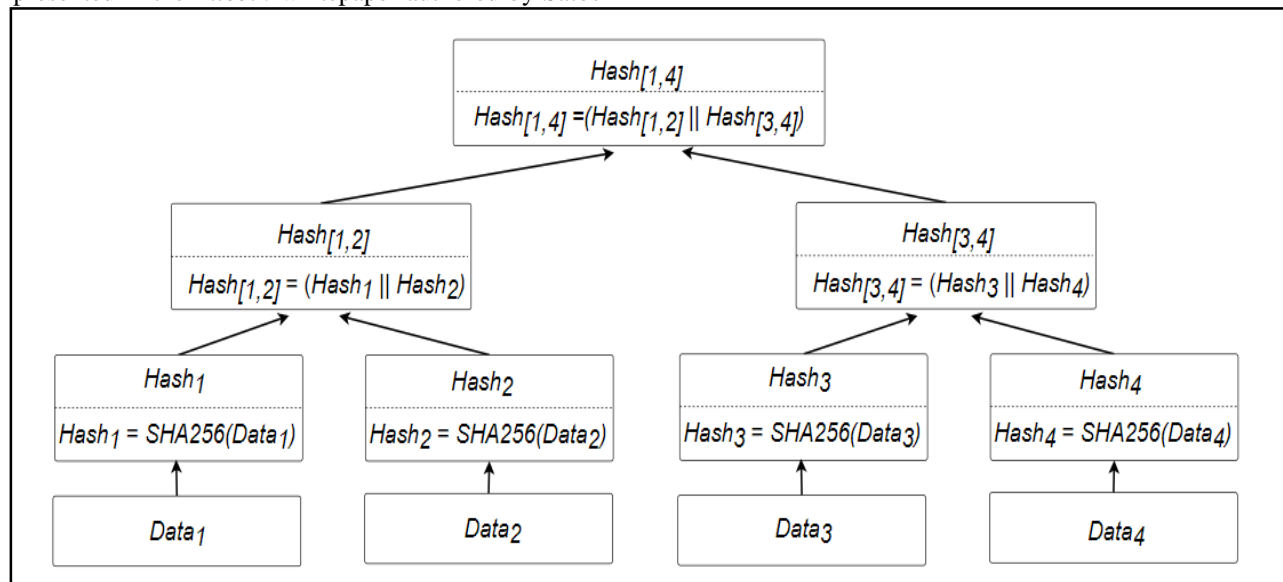 Hash[1,4]
Hash[1,4] =(Hash[1,2] || Hash[3,4])
Hash[1,2]
Hash[3,4]
Hash[1,2] = (Hash1 || Hash2)
Hash[3,4] = (Hash3 || Hash4)
Hash1
Hash2
Hash3
Hash4
Hash1 = SHA256(Data1)
Hash2 = SHA256(Data2)
Hash3 = SHA256(Data3)
Hash4 = SHA256(Data4)
Data1
Data2
Data3
Data4